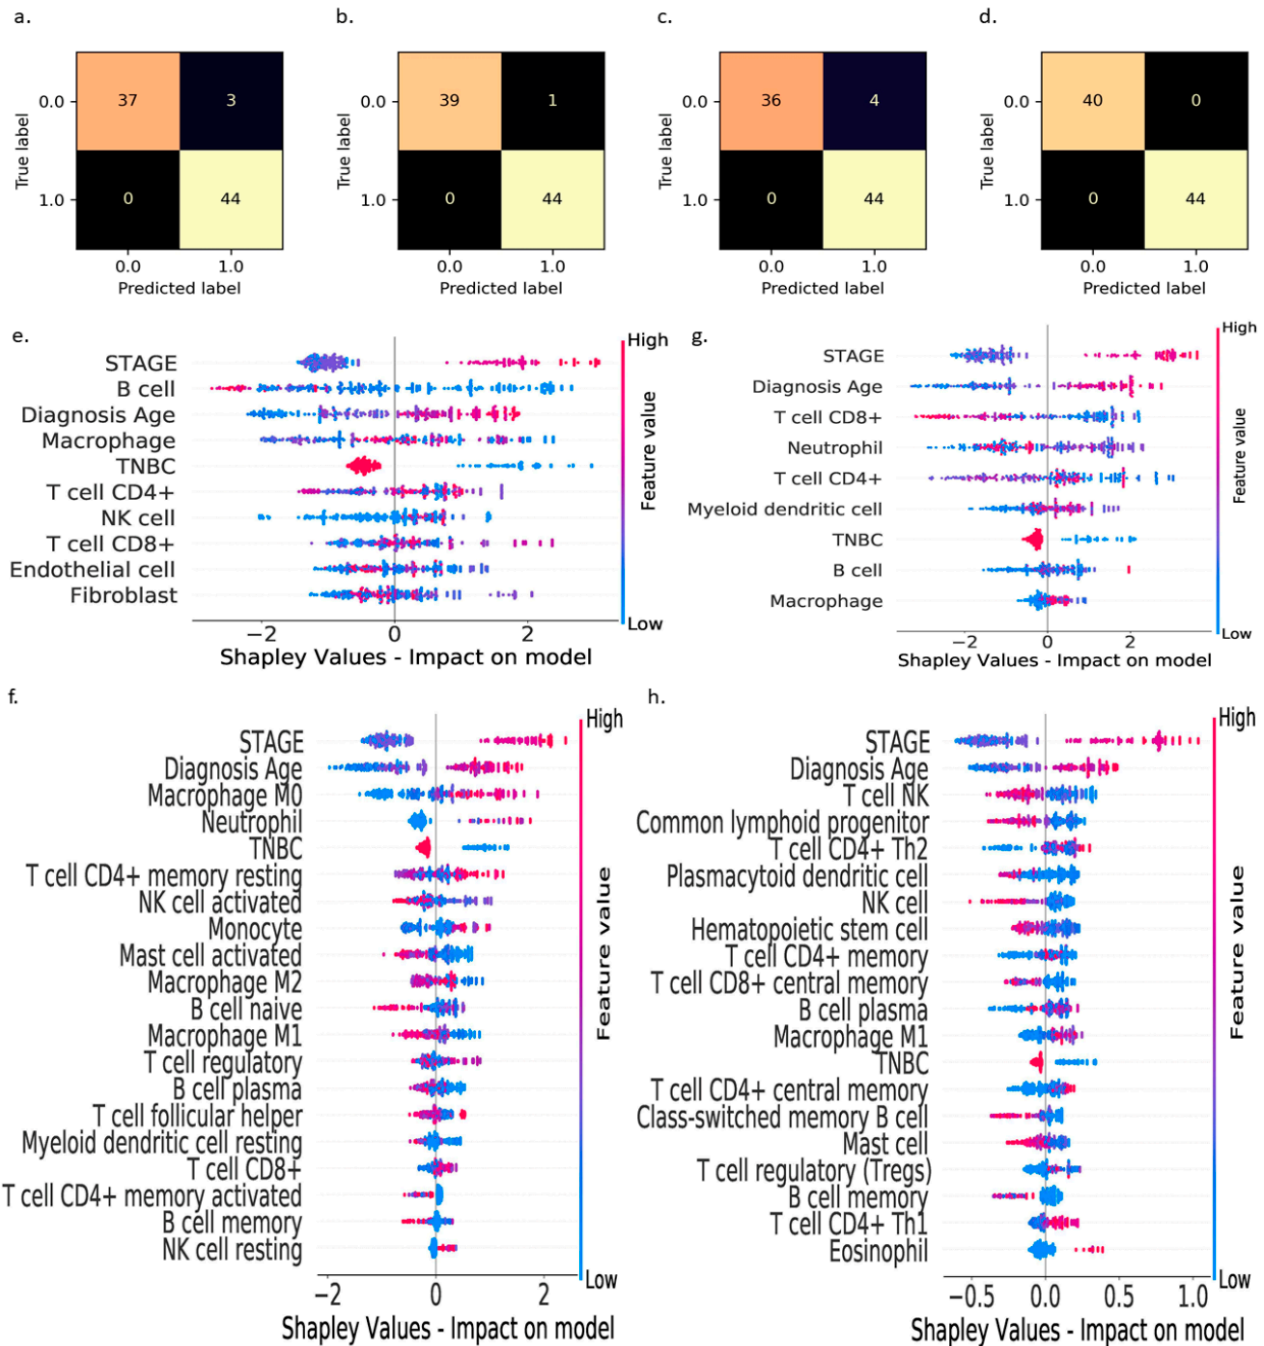 a.
b.
c.
d.
True label
0.0
1.0
37
3
0
44
0.0
1.0
Predicted label
True label
0.0
1.0
39
1
0
44
0.0
1.0
Predicted label
True label
0.0
1.0
36
4
0
44
0.0
1.0
Predicted label
True label
0.0
1.0
40
0
0
44
0.0
1.0
Predicted label
e.
STAGE
B cell
Diagnosis Age
Macrophage
TNBC
T cell CD4+
NK cell
T cell CD8+
Endothelial cell
Fibroblast
−2
0
2
Shapley Values - Impact on model
High
Feature value
Low
g.
STAGE
Diagnosis Age
T cell CD8+
Neutrophil
T cell CD4+
Myeloid dendritic cell
TNBC
B cell
Macrophage
−2
0
2
Shapley Values - Impact on model
High
Feature value
Low
f.
STAGE
Diagnosis Age
Macrophage M0
Neutrophil
TNBC
T cell CD4+ memory resting
NK cell activated
Monocyte
Mast cell activated
Macrophage M2
B cell naive
Macrophage M1
T cell regulatory
B cell plasma
T cell follicular helper
Myeloid dendritic cell resting
T cell CD8+
T cell CD4+ memory activated
B cell memory
NK cell resting
−2
0
2
Shapley Values - Impact on model
High
Feature value
Low
h.
STAGE
Diagnosis Age
T cell NK
Common lymphoid progenitor
T cell CD4+ Th2
Plasmacytoid dendritic cell
NK cell
Hematopoietic stem cell
T cell CD4+ memory
T cell CD8+ central memory
B cell plasma
Macrophage M1
TNBC
T cell CD4+ central memory
Class-switched memory B cell
Mast cell
T cell regulatory (Tregs)
B cell memory
T cell CD4+ Th1
Eosinophil
−0.5
0.0
0.5
1.0
Shapley Values - Impact on model
High
Feature value
Low